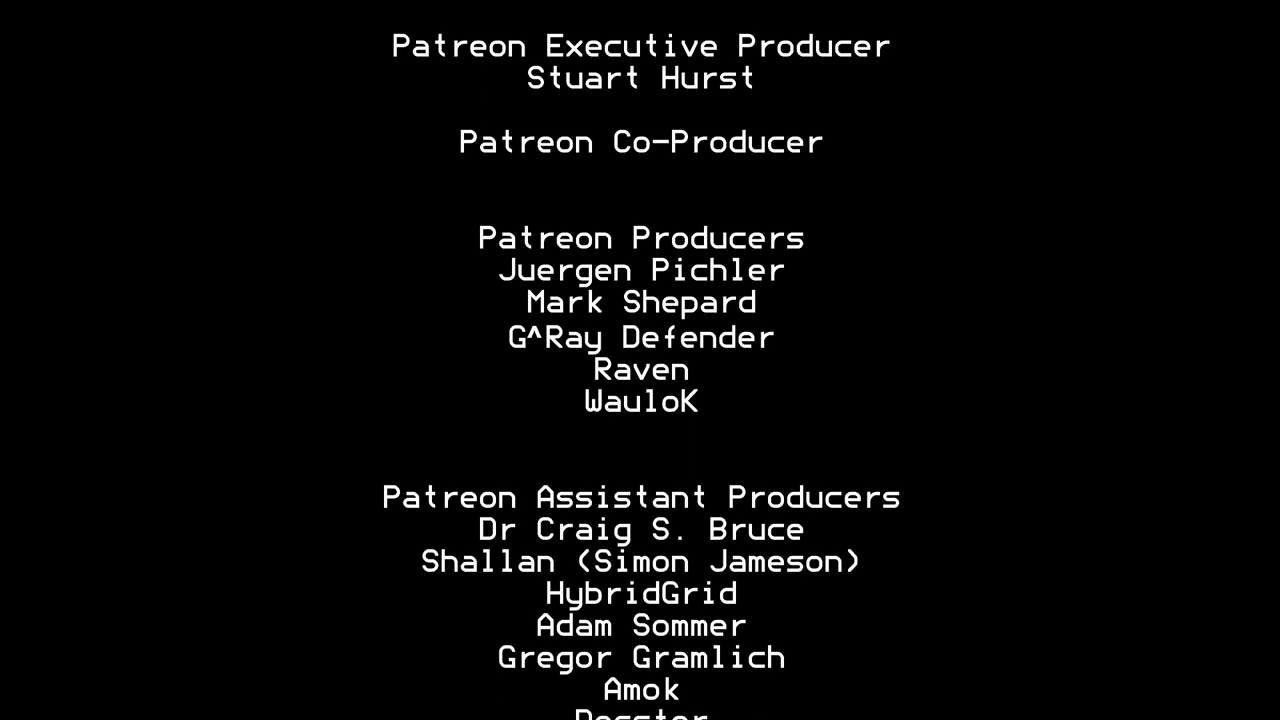 Patreon Executive Producer
Stuart Hurst
Patreon Co-Producer
Patreon Producers
Juergen Pichler
Mark Shepard
G^Ray Defender
Raven
WauloK
Patreon Assistant Producers
Dr Craig S. Bruce
Shallan (Simon Jameson)
HybridGrid
Adam Sommer
Gregor Gramlich
Amok